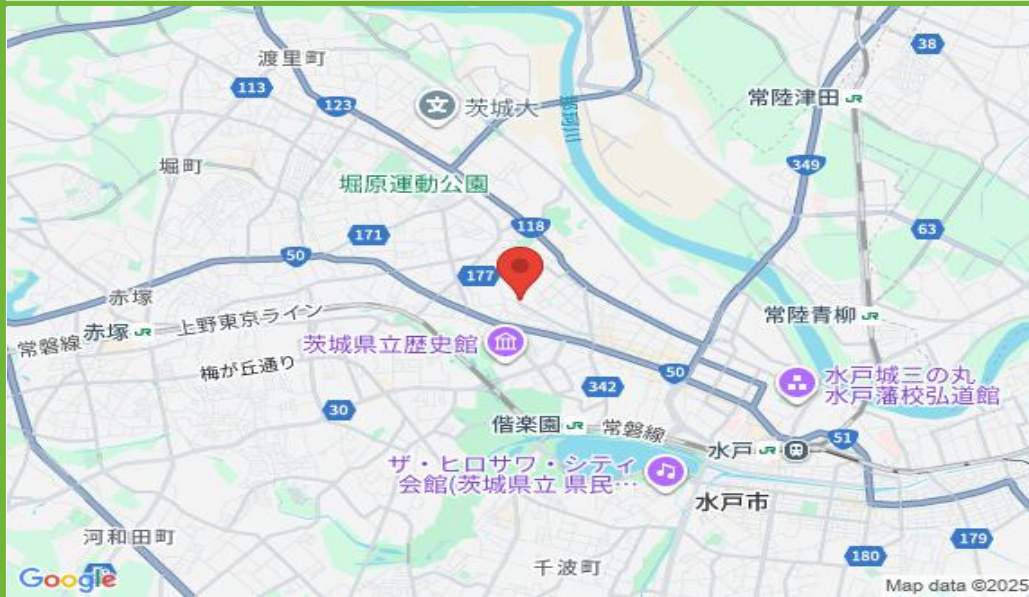 渡里町
38
113
123
茨城大
常陸津田 JR
那珂川
堀町
349
堀原運動公園
118
63
171
50
177
赤塚
上野東京ライン
常陸青柳 JR
常磐線
赤塚 JR
茨城県立歴史館
梅が丘通り
342
50
水戸城三の丸
水戸藩校弘道館
30
偕楽園 JR
常磐線
51
水戸 JR
ザ・ヒロサワ・シティ
会館(茨城県立 県民…
水戸市
河和田町
179
180
千波町
Google
Map data ©2025